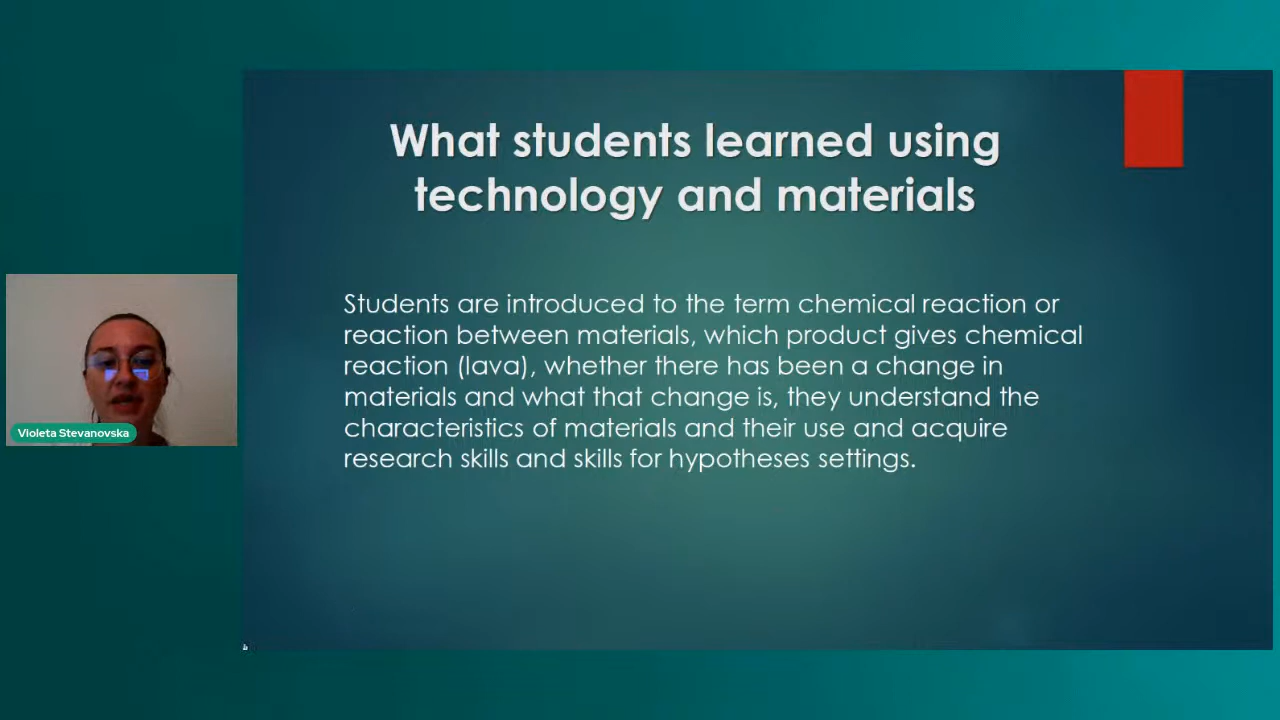 What students learned using
technology and materials
Students are introduced to the term chemical reaction or
reaction between materials, which product gives chemical
reaction (lava), whether there has been a change in
materials and what that change is, they understand the
characteristics of materials and their use and acquire
research skills and skills for hypotheses settings.
Violeta Stevanovska